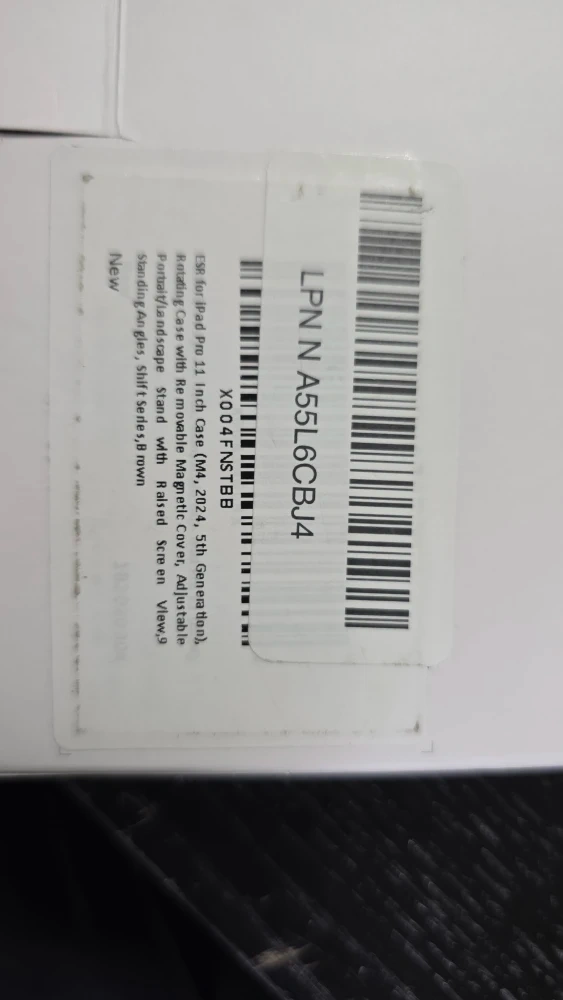 LPN N A55L6CBJ4
X004FNSTBB
ESR for iPad Pro 11 Inch Case (M4, 2024, 5th Generation),
Rotating Case with Removable Magnetic Cover, Adjustable
Portrait/Landscape Stand with Raised Screen View,9
Standing Angles, Shift Series,Brown
New